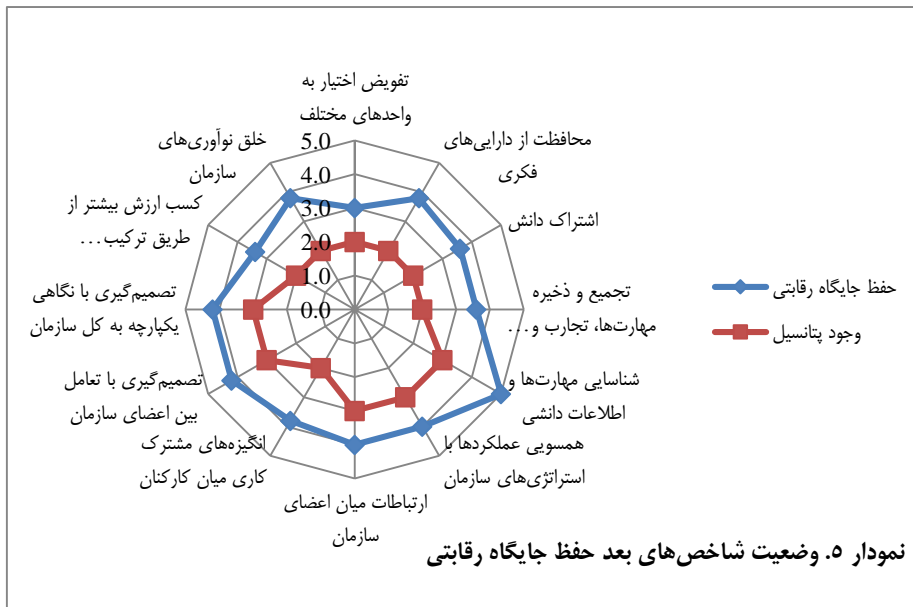 تفویض اختیار به
واحدهای مختلف
محافظت از دارایی‌های
فکری
اشتراک دانش
تجمیع و ذخیره
مهارت‌ها، تجارب و...
شناسایی مهارت‌ها و
اطلاعات دانشی
همسویی عملکردها با
استراتژی‌های سازمان
ارتباطات میان اعضای
سازمان
انگیزه‌های مشترک
کاری میان کارکنان
تصمیم‌گیری با تعامل
بین اعضای سازمان
تصمیم‌گیری با نگاهی
یکپارچه به کل سازمان
کسب ارزش بیشتر از
طریق ترکیب...
خلق نوآوری‌های
سازمان
5.0
4.0
3.0
2.0
1.0
0.0
حفظ جایگاه رقابتی
وجود پتانسیل
نمودار ۵. وضعیت شاخص‌های بعد حفظ جایگاه رقابتی